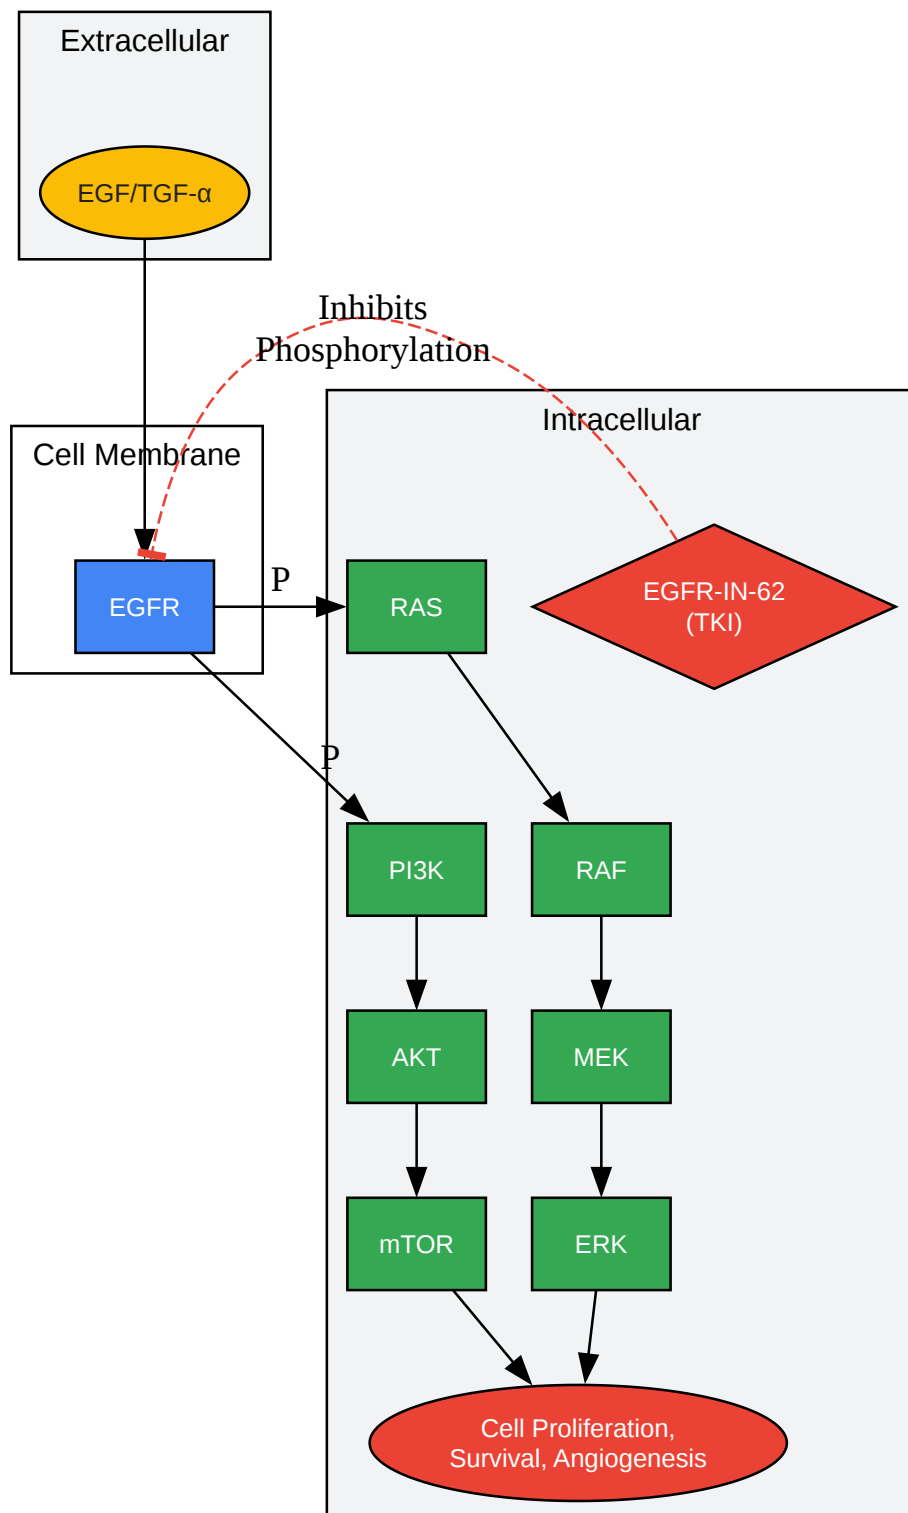 Extracellular
EGF/TGF-α
Inhibits
Phosphorylation
Intracellular
Cell Membrane
EGFR
P
RAS
EGFR-IN-62
(TKI)
P
PI3K
RAF
AKT
MEK
mTOR
ERK
Cell Proliferation,
Survival, Angiogenesis